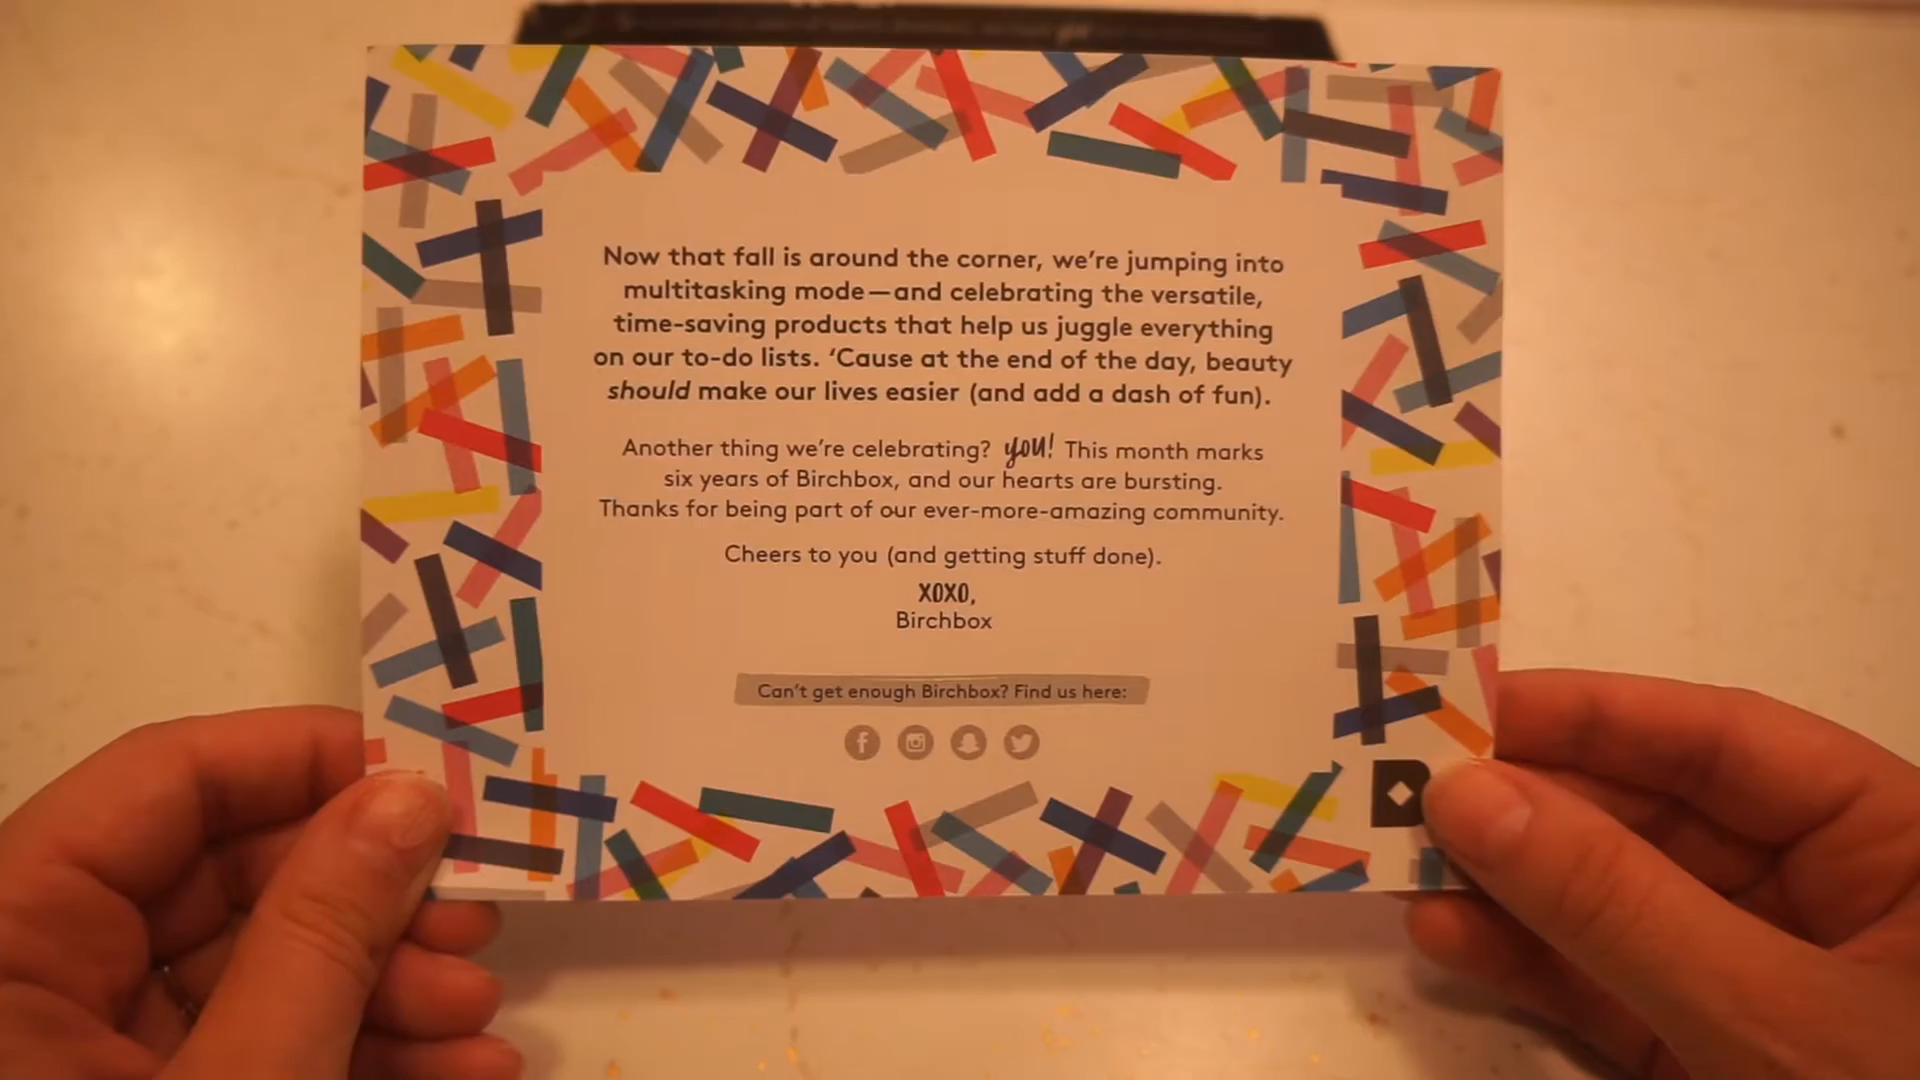 Now that fall is around the corner, we're jumping into
multitasking mode—and celebrating the versatile,
time-saving products that help us juggle everything
on our to-do lists. 'Cause at the end of the day, beauty
should make our lives easier (and add a dash of fun).
Another thing we're celebrating? you! This month marks
six years of Birchbox, and our hearts are bursting.
Thanks for being part of our ever-more-amazing community.
Cheers to you (and getting stuff done).
XOXO,
Birchbox
Can't get enough Birchbox? Find us here: